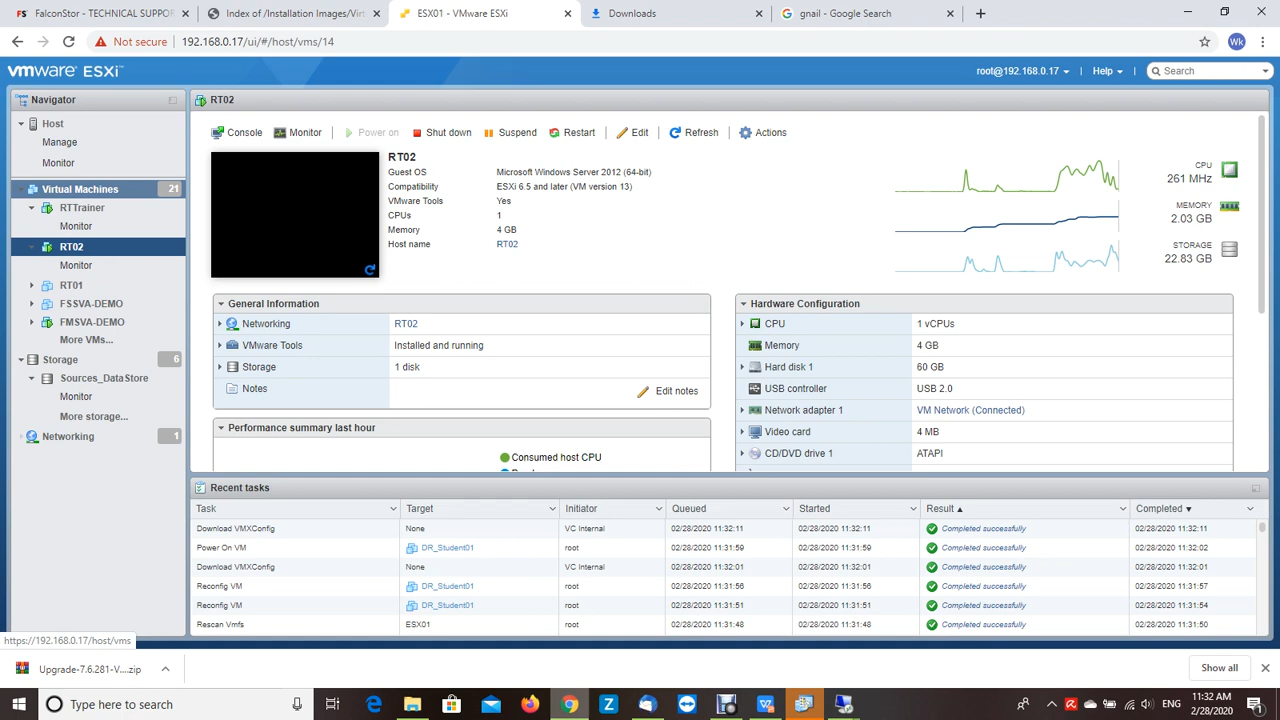 FalconStor - TECHNICAL SUPPOR
Index of /Installation Images/Virt
ESX01 - VMware ESXi
Downloads
gnail - Google Search
Not secure
192.168.0.17/ui/#/host/vms/14
Wk
vmware ESXi
root@192.168.0.17
Help
Search
Navigator
Host
Manage
Monitor
Virtual Machines 21
RTTrainer
Monitor
RT02
Monitor
RT01
FSSVA-DEMO
FMSVA-DEMO
More VMs...
Storage 6
Sources_DataStore
Monitor
More storage...
Networking 1
RT02
Console Monitor Power on Shut down Suspend Restart Edit Refresh Actions
RT02
Guest OS Microsoft Windows Server 2012 (64-bit)
Compatibility ESXi 6.5 and later (VM version 13)
VMware Tools Yes
CPUs 1
Memory 4 GB
Host name RT02
CPU
261 MHz
MEMORY
2.03 GB
STORAGE
22.83 GB
General Information
Networking RT02
VMware Tools Installed and running
Storage 1 disk
Notes
Edit notes
Performance summary last hour
Consumed host CPU
Hardware Configuration
CPU 1 vCPUs
Memory 4 GB
Hard disk 1 60 GB
USB controller USB 2.0
Network adapter 1 VM Network (Connected)
Video card 4 MB
CD/DVD drive 1 ATAPI
Recent tasks
Task Target Initiator Queued Started Result Completed
Download VMXConfig None VC Internal 02/28/2020 11:32:11 02/28/2020 11:32:11 Completed successfully 02/28/2020 11:32:11
Power On VM DR_Student01 root 02/28/2020 11:31:59 02/28/2020 11:31:59 Completed successfully 02/28/2020 11:32:02
Download VMXConfig None VC Internal 02/28/2020 11:32:01 02/28/2020 11:32:01 Completed successfully 02/28/2020 11:32:01
Reconfig VM DR_Student01 root 02/28/2020 11:31:56 02/28/2020 11:31:56 Completed successfully 02/28/2020 11:31:57
Reconfig VM DR_Student01 root 02/28/2020 11:31:51 02/28/2020 11:31:51 Completed successfully 02/28/2020 11:31:54
Rescan Vmfs ESX01 root 02/28/2020 11:31:48 02/28/2020 11:31:48 Completed successfully 02/28/2020 11:31:50
https://192.168.0.17/host/vms
Upgrade-7.6.281-V....zip
Show all
Type here to search
ENG
11:32 AM
2/28/2020